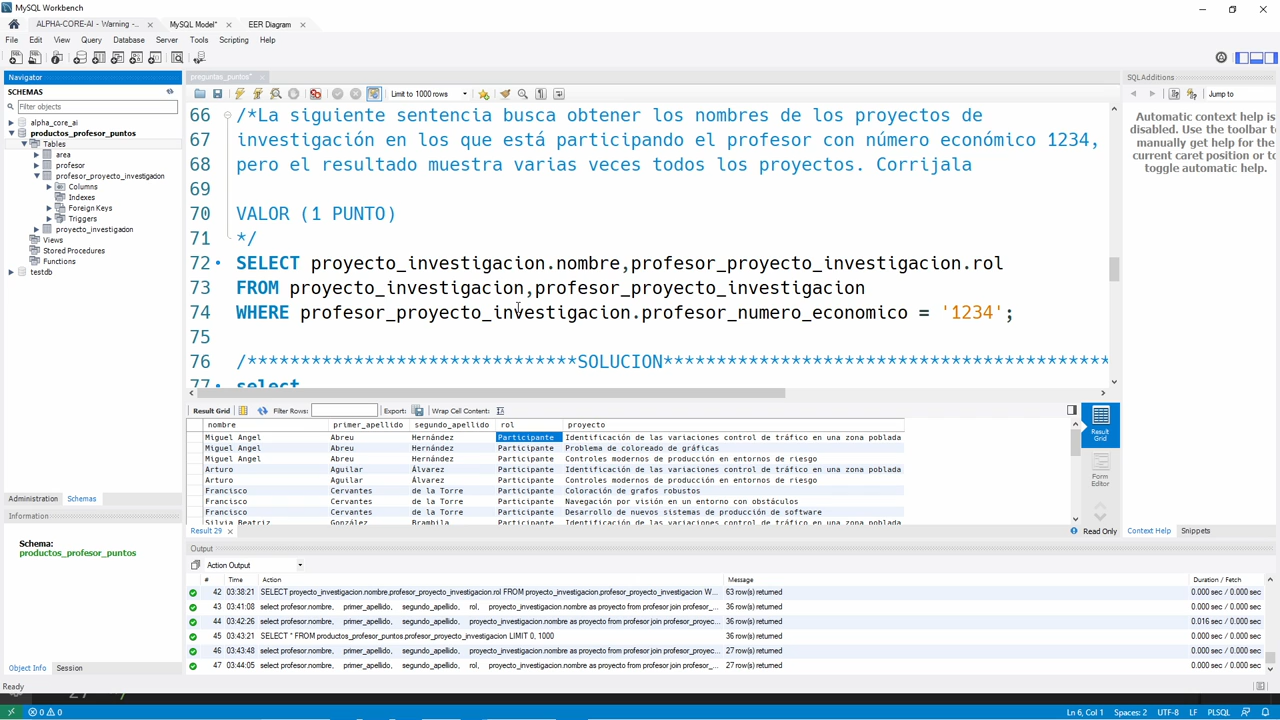 MySQL Workbench
ALPHA-CORE-AI - Warning -... × MySQL Model* × EER Diagram ×
File Edit View Query Database Server Tools Scripting Help
Navigator
SCHEMAS
Filter objects
alpha_core_ai
productos_profesor_puntos
Tables
area
profesor
profesor_proyecto_investigacion
Columns
Indexes
Foreign Keys
Triggers
proyecto_investigadon
Views
Stored Procedures
Functions
testdb
Administration Schemas
Information
Schema:
productos_profesor_puntos
Object Info Session
Ready
preguntas_puntos* ×
Limit to 1000 rows
66 /*La siguiente sentencia busca obtener los nombres de los proyectos de
67 investigación en los que está participando el profesor con número económico 1234,
68 pero el resultado muestra varias veces todos los proyectos. Corrijala
69
70 VALOR (1 PUNTO)
71 */
72 SELECT proyecto_investigacion.nombre,profesor_proyecto_investigacion.rol
73 FROM proyecto_investigacion,profesor_proyecto_investigacion
74 WHERE profesor_proyecto_investigacion.profesor_numero_economico = '1234';
75
76 /*******************************SOLUCION******************************************
77 select
Result Grid Filter Rows: Export: Wrap Cell Content:
nombre primer_apellido segundo_apellido rol proyecto
Miguel Angel Abreu Hernández Participante Identificación de las variaciones control de tráfico en una zona poblada
Miguel Angel Abreu Hernández Participante Problema de coloreado de gráficas
Miguel Angel Abreu Hernández Participante Controles modernos de producción en entornos de riesgo
Arturo Aguilar Álvarez Participante Identificación de las variaciones control de tráfico en una zona poblada
Arturo Aguilar Álvarez Participante Controles modernos de producción en entornos de riesgo
Francisco Cervantes de la Torre Participante Coloración de grafos robustos
Francisco Cervantes de la Torre Participante Navegación por visión en un entorno con obstáculos
Francisco Cervantes de la Torre Participante Desarrollo de nuevos sistemas de producción de software
Silvia Beatriz González Brambila Participante Identificación de las variaciones control de tráfico en una zona poblada
Result 29 ×
Result Grid
Form Editor
Read Only
Output
Action Output
# Time Action Message Duration / Fetch
42 03:38:21 SELECT proyecto_investigacion.nombre,profesor_proyecto_investigacion.rol FROM proyecto_investigacion,profesor_proyecto_investigacion W... 63 row(s) returned 0.000 sec / 0.000 sec
43 03:41:08 select profesor.nombre, primer_apellido, segundo_apellido, rol, proyecto_investigacion.nombre as proyecto from profesor join profesor_... 36 row(s) returned 0.000 sec / 0.000 sec
44 03:42:26 select profesor.nombre, primer_apellido, segundo_apellido, proyecto_investigacion.nombre as proyecto from profesor join profesor_proyec... 36 row(s) returned 0.016 sec / 0.000 sec
45 03:43:21 SELECT * FROM productos_profesor_puntos.profesor_proyecto_investigacion LIMIT 0, 1000 36 row(s) returned 0.000 sec / 0.000 sec
46 03:43:48 select profesor.nombre, primer_apellido, segundo_apellido, proyecto_investigacion.nombre as proyecto from profesor join profesor_proyec... 27 row(s) returned 0.000 sec / 0.000 sec
47 03:44:05 select profesor.nombre, primer_apellido, segundo_apellido, rol, proyecto_investigacion.nombre as proyecto from profesor join profesor_... 27 row(s) returned 0.000 sec / 0.000 sec
SQLAdditions
Jump to
Automatic context help is
disabled. Use the toolbar to
manually get help for the
current caret position or to
toggle automatic help.
Context Help Snippets
0 0 Ln 6, Col 1 Spaces: 2 UTF-8 LF PLSQL